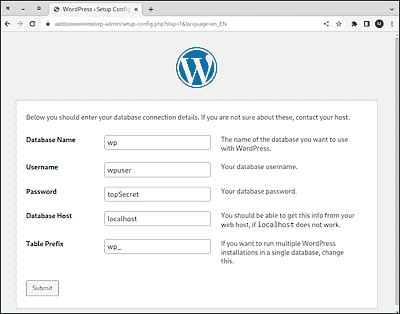 WordPress › Setup Config
wp-admin/setup-config.php?step=1&language=en_EN
Below you should enter your database connection details. If you are not sure about these, contact your host.
Database Name wp The name of the database you want to use
with WordPress.
Username wpuser Your database username.
Password topSecret Your database password.
Database Host localhost You should be able to get this info from your
web host, if localhost does not work.
Table Prefix wp_ If you want to run multiple WordPress
installations in a single database, change
this.
Submit